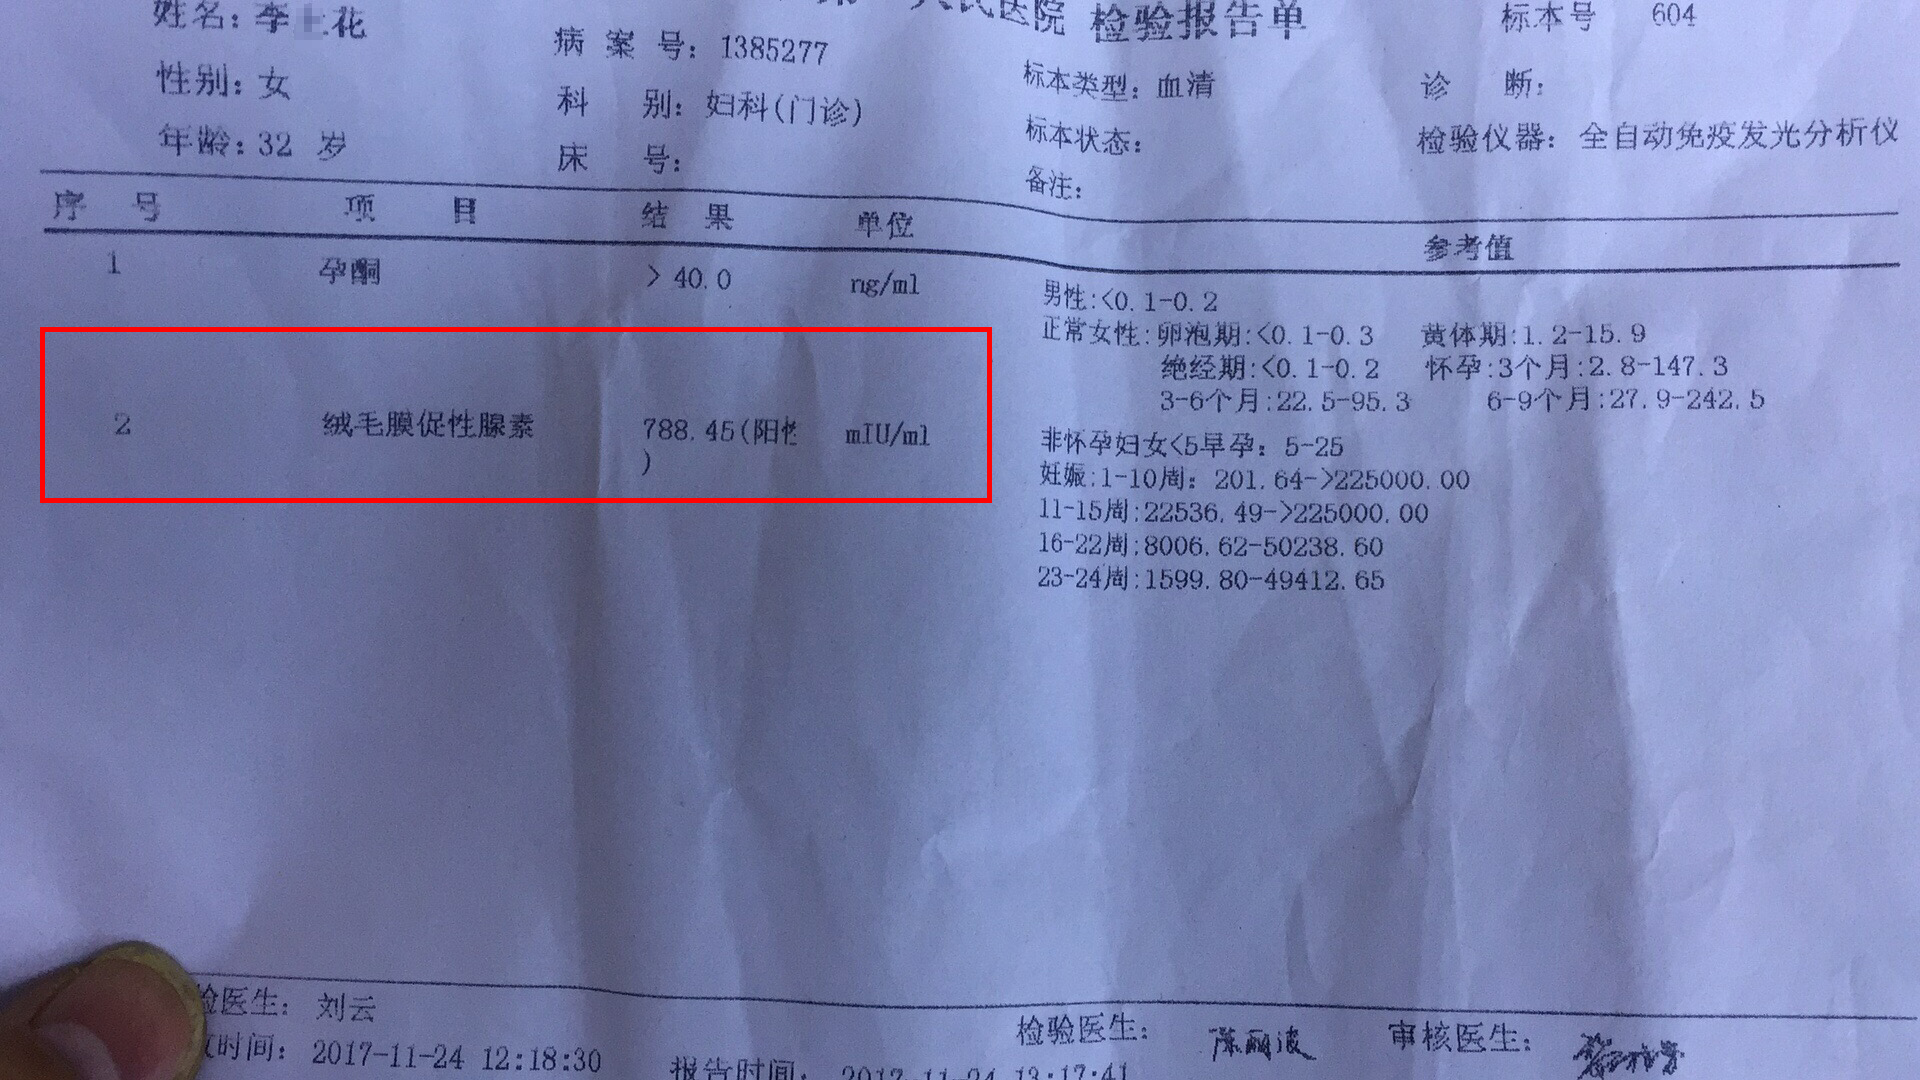 姓名：李 花
人民医院 检验报告单
标本号 604
病案号：1385277
性别：女
标本类型：血清
诊 断：
科 别：妇科(门诊)
标本状态：
检验仪器：全自动免疫发光分析仪
年龄：32 岁
床 号：
备注：
序 号 项 目 结 果 单位 参考值
1 孕酮 > 40.0 ng/ml
男性:<0.1-0.2
正常女性:卵泡期:<0.1-0.3 黄体期:1.2-15.9
绝经期:<0.1-0.2 怀孕:3个月:2.8-147.3
3-6个月:22.5-95.3 6-9个月:27.9-242.5
2 绒毛膜促性腺素 788.45(阳性 mIU/ml
)
非怀孕妇女<5早孕：5-25
妊娠:1-10周：201.64->225000.00
11-15周:22536.49->225000.00
16-22周:8006.62-50238.60
23-24周:1599.80-49412.65
检医生：刘云
检验医生：
审核医生：
时间：2017-11-24 12:18:30
报告时间：2017-11-24 13:17:41